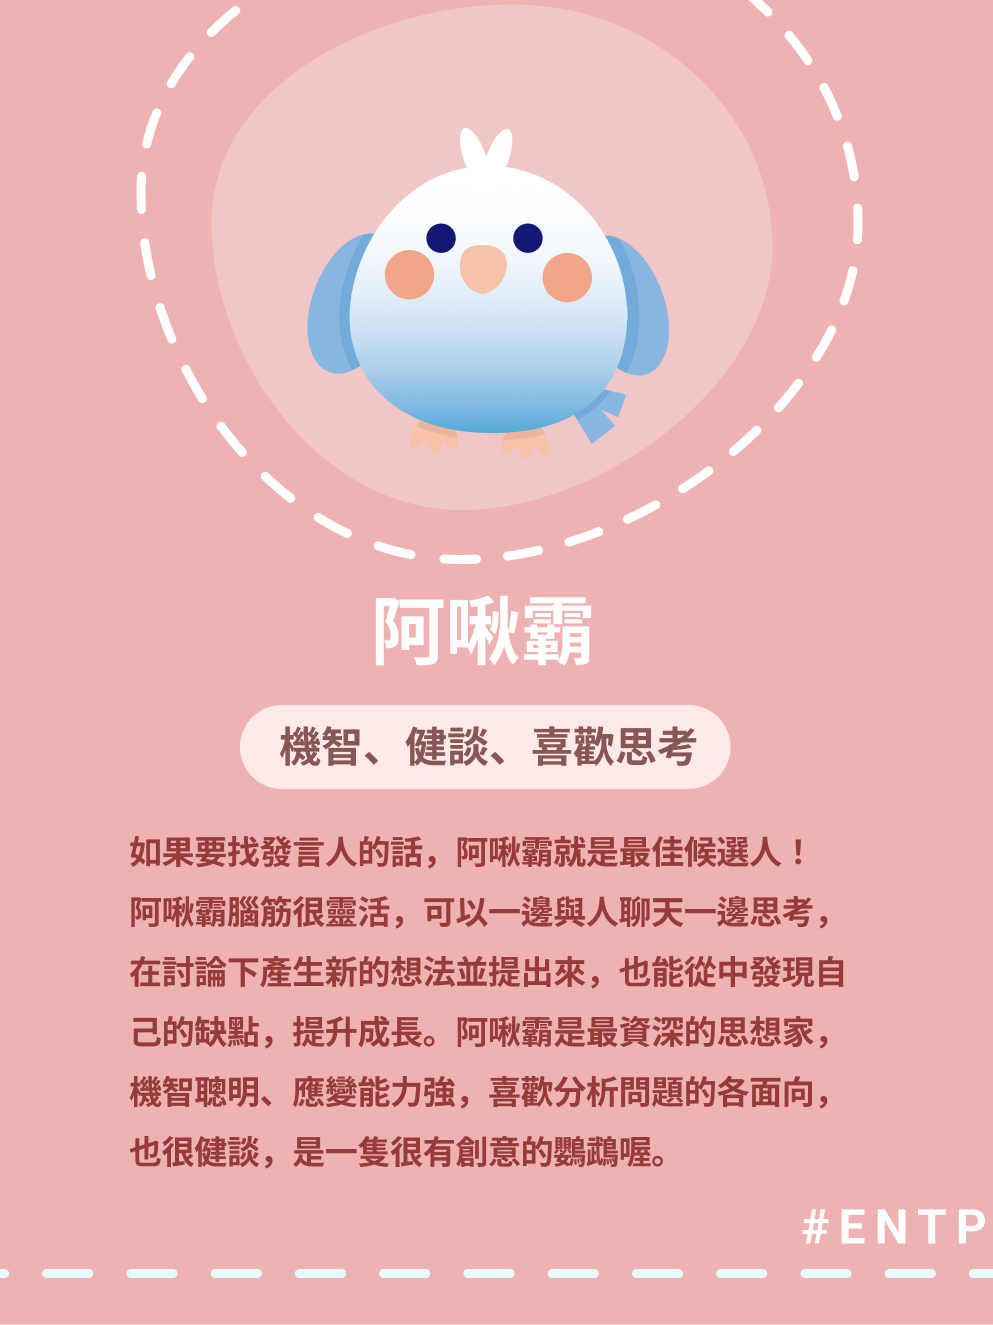 阿啾霸
機智、健談、喜歡思考
如果要找發言人的話，阿啾霸就是最佳候選人！
阿啾霸腦筋很靈活，可以一邊與人聊天一邊思考，
在討論下產生新的想法並提出來，也能從中發現自
己的缺點，提升成長。阿啾霸是最資深的思想家，
機智聰明、應變能力強，喜歡分析問題的各面向，
也很健談，是一隻很有創意的鸚鵡喔。
#ENTP